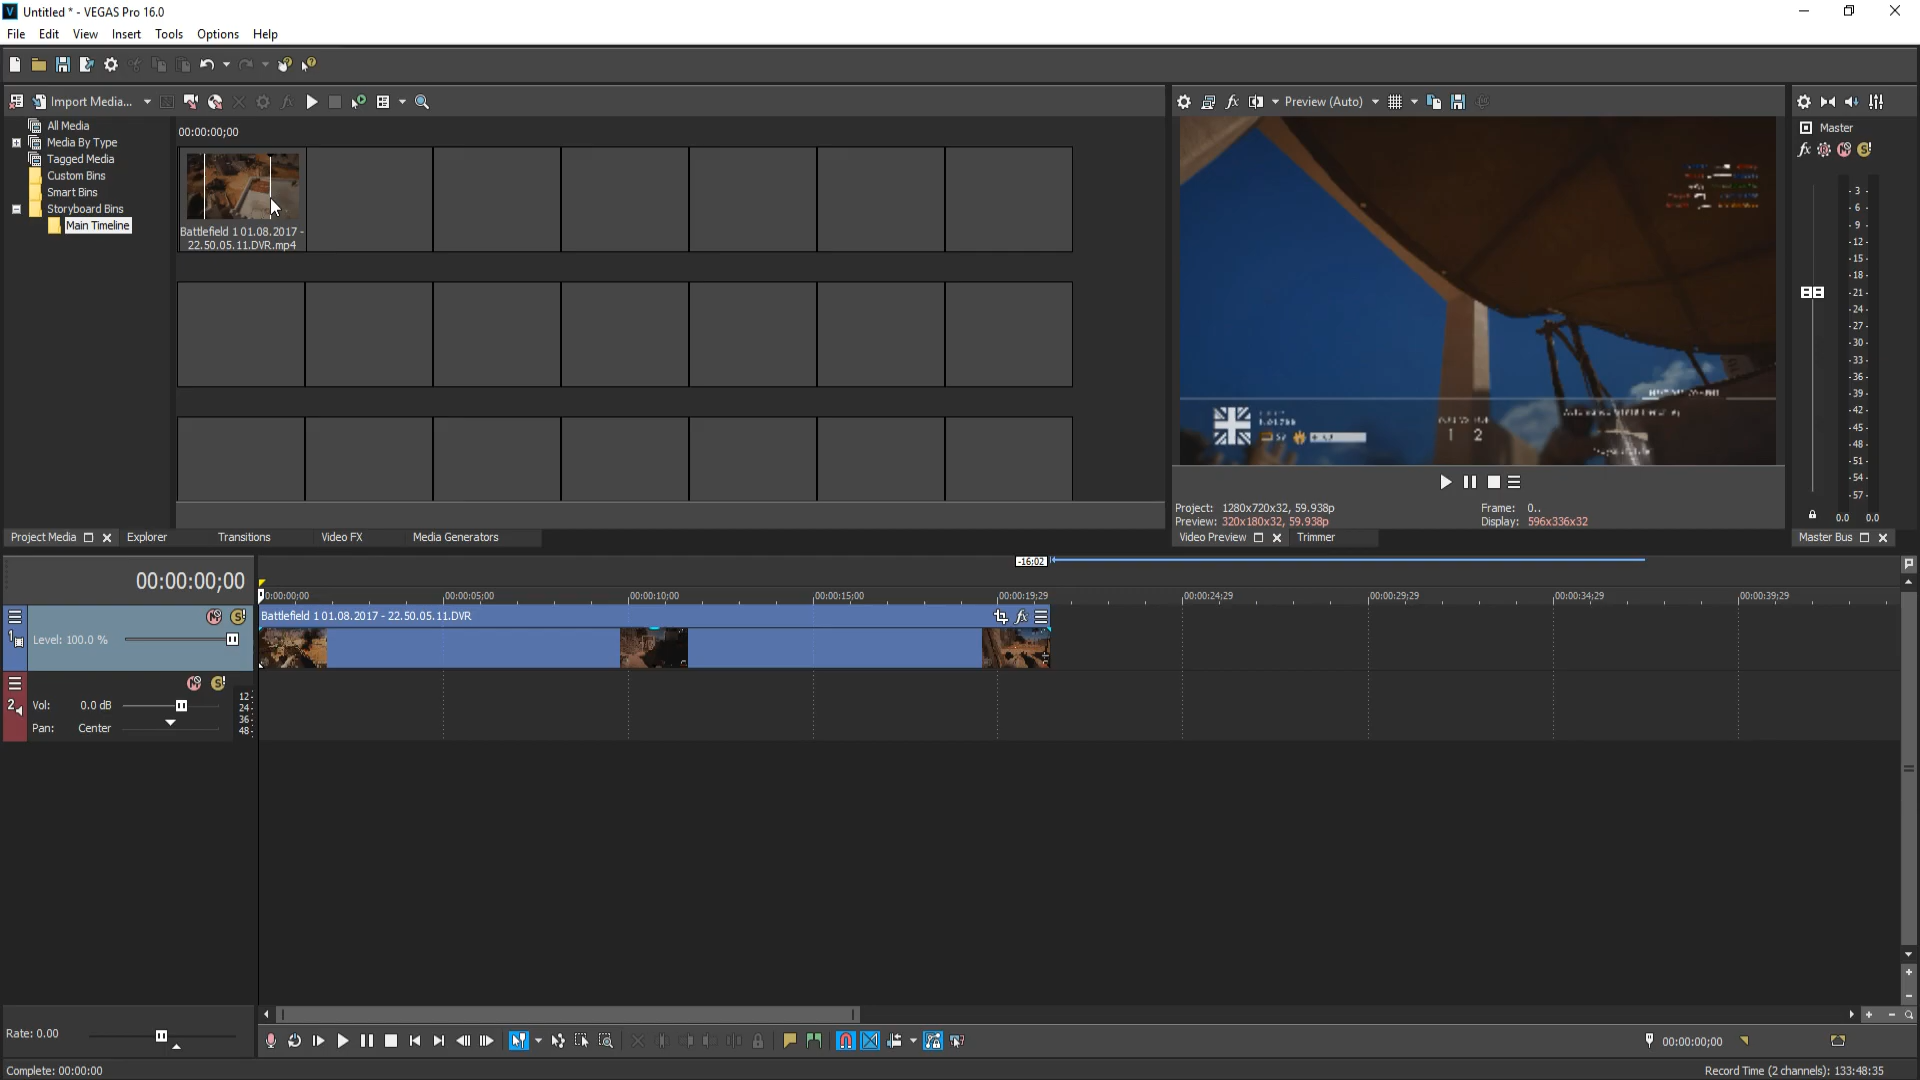 Untitled * - VEGAS Pro 16.0
File Edit View Insert Tools Options Help
Import Media...
Preview (Auto)
All Media
Media By Type
Tagged Media
Custom Bins
Smart Bins
Storyboard Bins
Main Timeline
00:00:00;00
Battlefield 1 01.08.2017 -
22.50.05.11.DVR.mp4
Master
-3-
-6-
-9-
-12-
-15-
-18-
-21-
-24-
-27-
-30-
-33-
-36-
-39-
-42-
-45-
-48-
-51-
-54-
-57-
0.0 0.0
Project: 1280x720x32, 59.938p
Preview: 320x180x32, 59.938p
Frame: 0..
Display: 596x336x32
Project Media Explorer Transitions Video FX Media Generators
Video Preview Trimmer
Master Bus
-16:02
00:00:00;00
0:00:00;00 00:00:05;00 00:00:10;00 00:00:15;00 00:00:19;29 00:00:24;29 00:00:29;29 00:00:34;29 00:00:39;29
Battlefield 1 01.08.2017 - 22.50.05.11.DVR
1
Level: 100.0 %
2
Vol: 0.0 dB
Pan: Center
12-
24-
36-
48-
Rate: 0.00
00:00:00;00
Complete: 00:00:00
Record Time (2 channels): 133:48:35